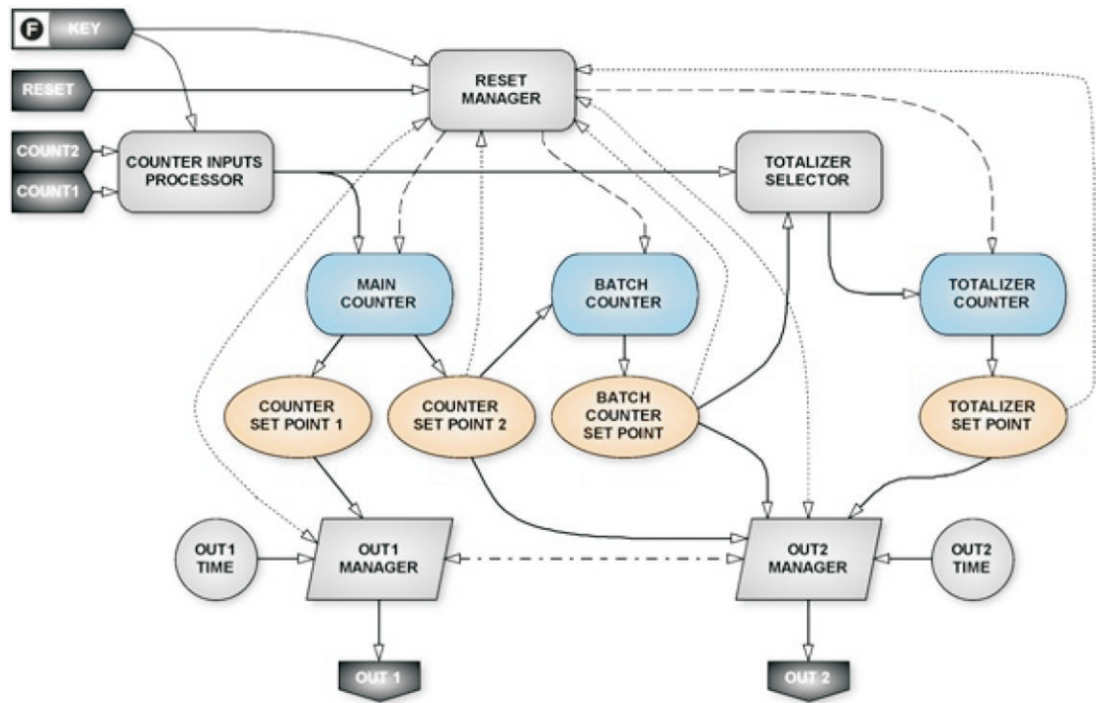 F KEY
RESET
MANAGER
RESET
COUNT2
COUNT1
COUNTER INPUTS
PROCESSOR
TOTALIZER
SELECTOR
MAIN
COUNTER
BATCH
COUNTER
TOTALIZER
COUNTER
COUNTER
SET POINT 1
COUNTER
SET POINT 2
BATCH
COUNTER
SET POINT
TOTALIZER
SET POINT
OUT1
TIME
OUT1
MANAGER
OUT2
MANAGER
OUT2
TIME
OUT 1
OUT 2